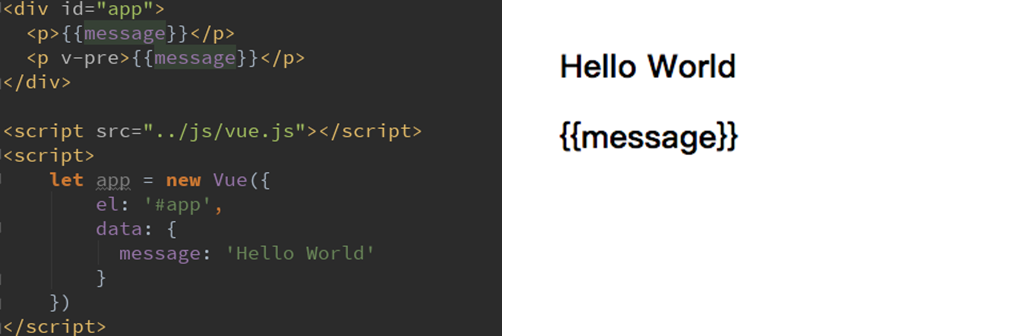 <div id="app">
  <p>{{message}}</p>
  <p v-pre>{{message}}</p>
</div>

<script src="../js/vue.js"></script>
<script>
    let app = new Vue({
        el: '#app',
        data: {
          message: 'Hello World'
        }
    })
</script>
Hello World
{{message}}